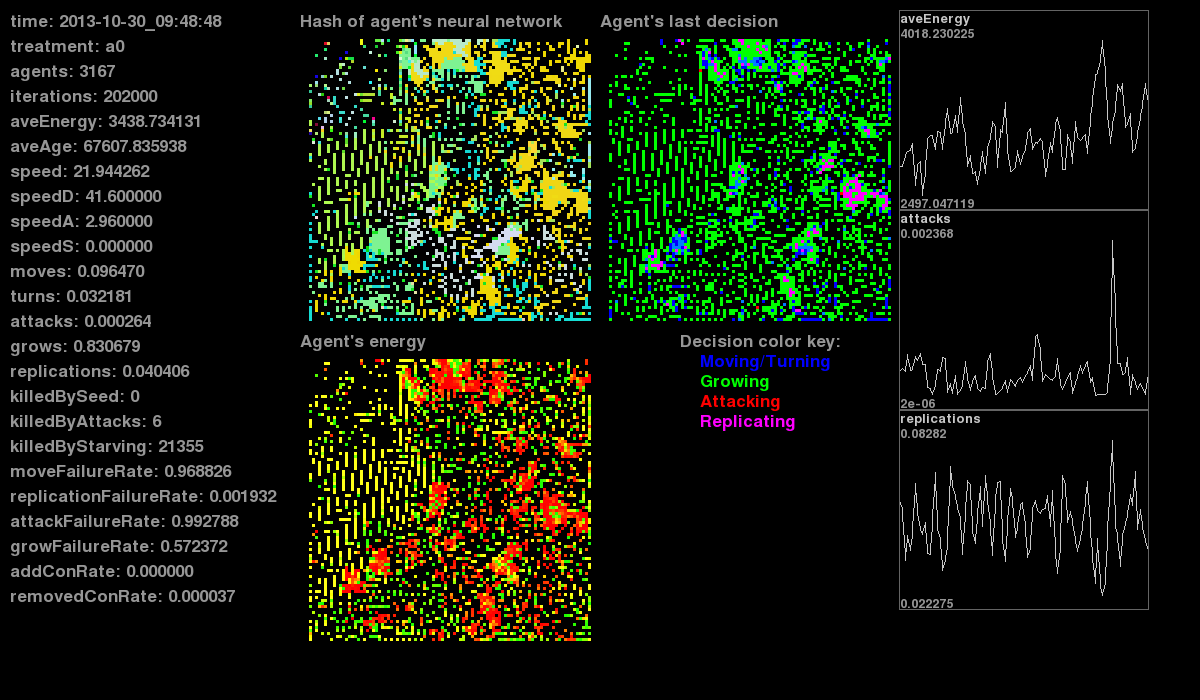 time: 2013-10-30_09:48:48
treatment: a0
agents: 3167
iterations: 202000
aveEnergy: 3438.734131
aveAge: 67607.835938
speed: 21.944262
speedD: 41.600000
speedA: 2.960000
speedS: 0.000000
moves: 0.096470
turns: 0.032181
attacks: 0.000264
grows: 0.830679
replications: 0.040406
killedBySeed: 0
killedByAttacks: 6
killedByStarving: 21355
moveFailureRate: 0.968826
replicationFailureRate: 0.001932
attackFailureRate: 0.992788
growFailureRate: 0.572372
addConRate: 0.000000
removedConRate: 0.000037
Hash of agent's neural network
Agent's last decision
Agent's energy
Decision color key:
Moving/Turning
Growing
Attacking
Replicating
aveEnergy
4018.230225
2497.047119
attacks
0.002368
2e-06
replications
0.08282
0.022275